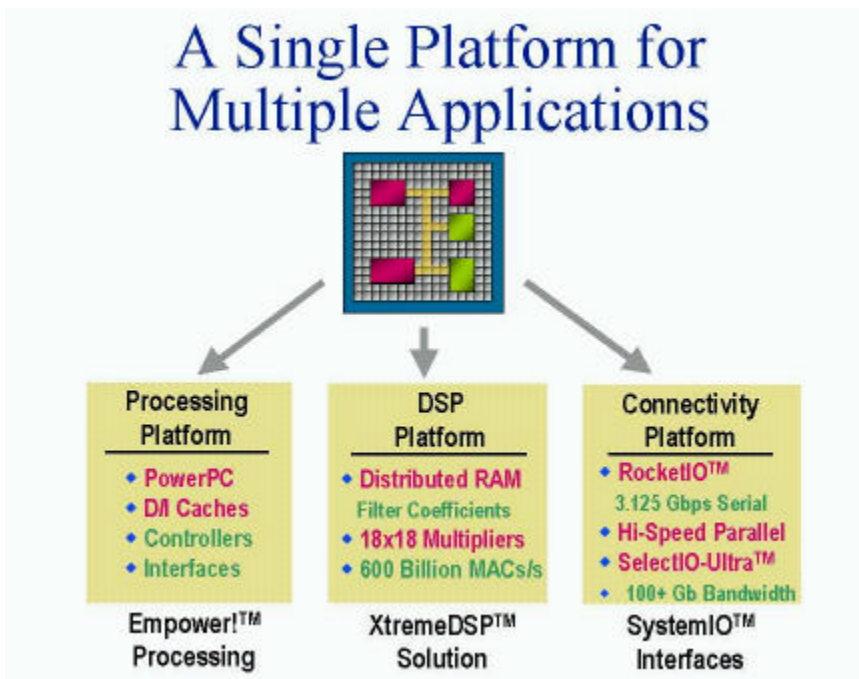 A Single Platform for
Multiple Applications
Processing
Platform
PowerPC
D/I Caches
Controllers
Interfaces
Empower!™
Processing
DSP
Platform
Distributed RAM
Filter Coefficients
18x18 Multipliers
600 Billion MACs/s
XtremeDSP™
Solution
Connectivity
Platform
RocketIO™
3.125 Gbps Serial
Hi-Speed Parallel
SelectIO-Ultra™
100+ Gb Bandwidth
SystemIO™
Interfaces